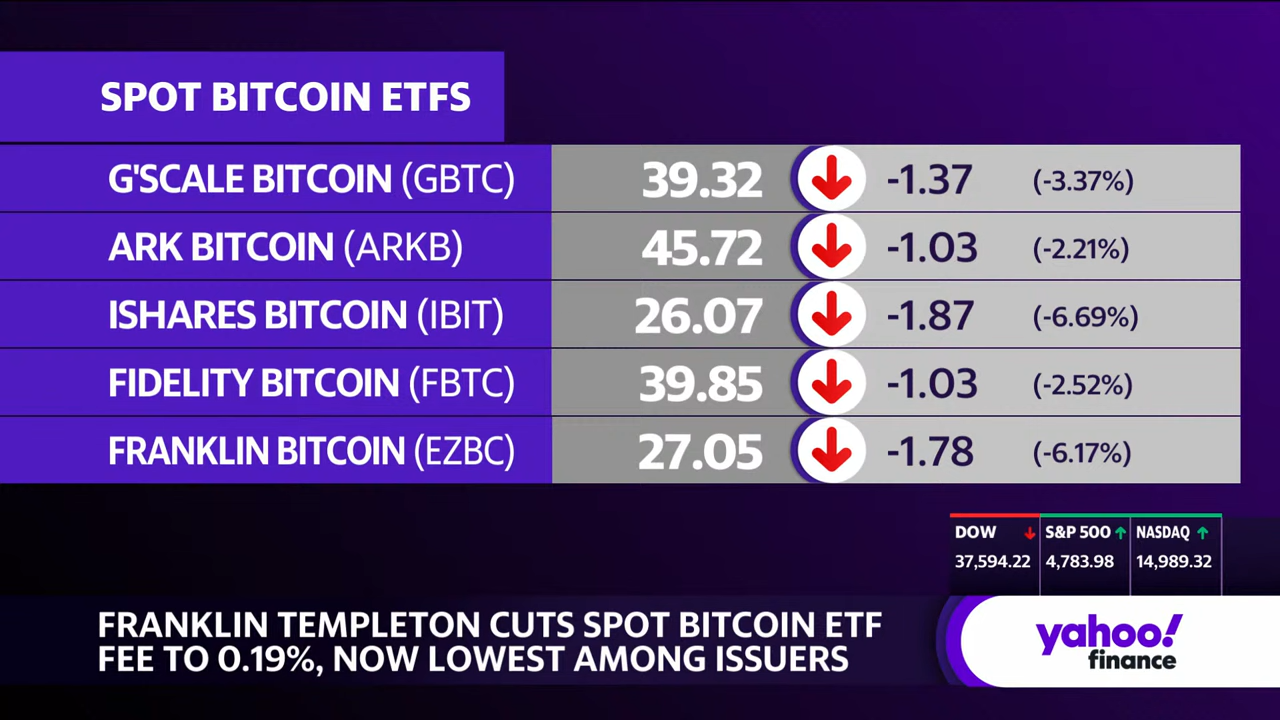 SPOT BITCOIN ETFS
G'SCALE BITCOIN (GBTC) 39.32 -1.37 (-3.37%)
ARK BITCOIN (ARKB) 45.72 -1.03 (-2.21%)
ISHARES BITCOIN (IBIT) 26.07 -1.87 (-6.69%)
FIDELITY BITCOIN (FBTC) 39.85 -1.03 (-2.52%)
FRANKLIN BITCOIN (EZBC) 27.05 -1.78 (-6.17%)
DOW S&P 500 NASDAQ
37,594.22 4,783.98 14,989.32
FRANKLIN TEMPLETON CUTS SPOT BITCOIN ETF
FEE TO 0.19%, NOW LOWEST AMONG ISSUERS
yahoo!
finance